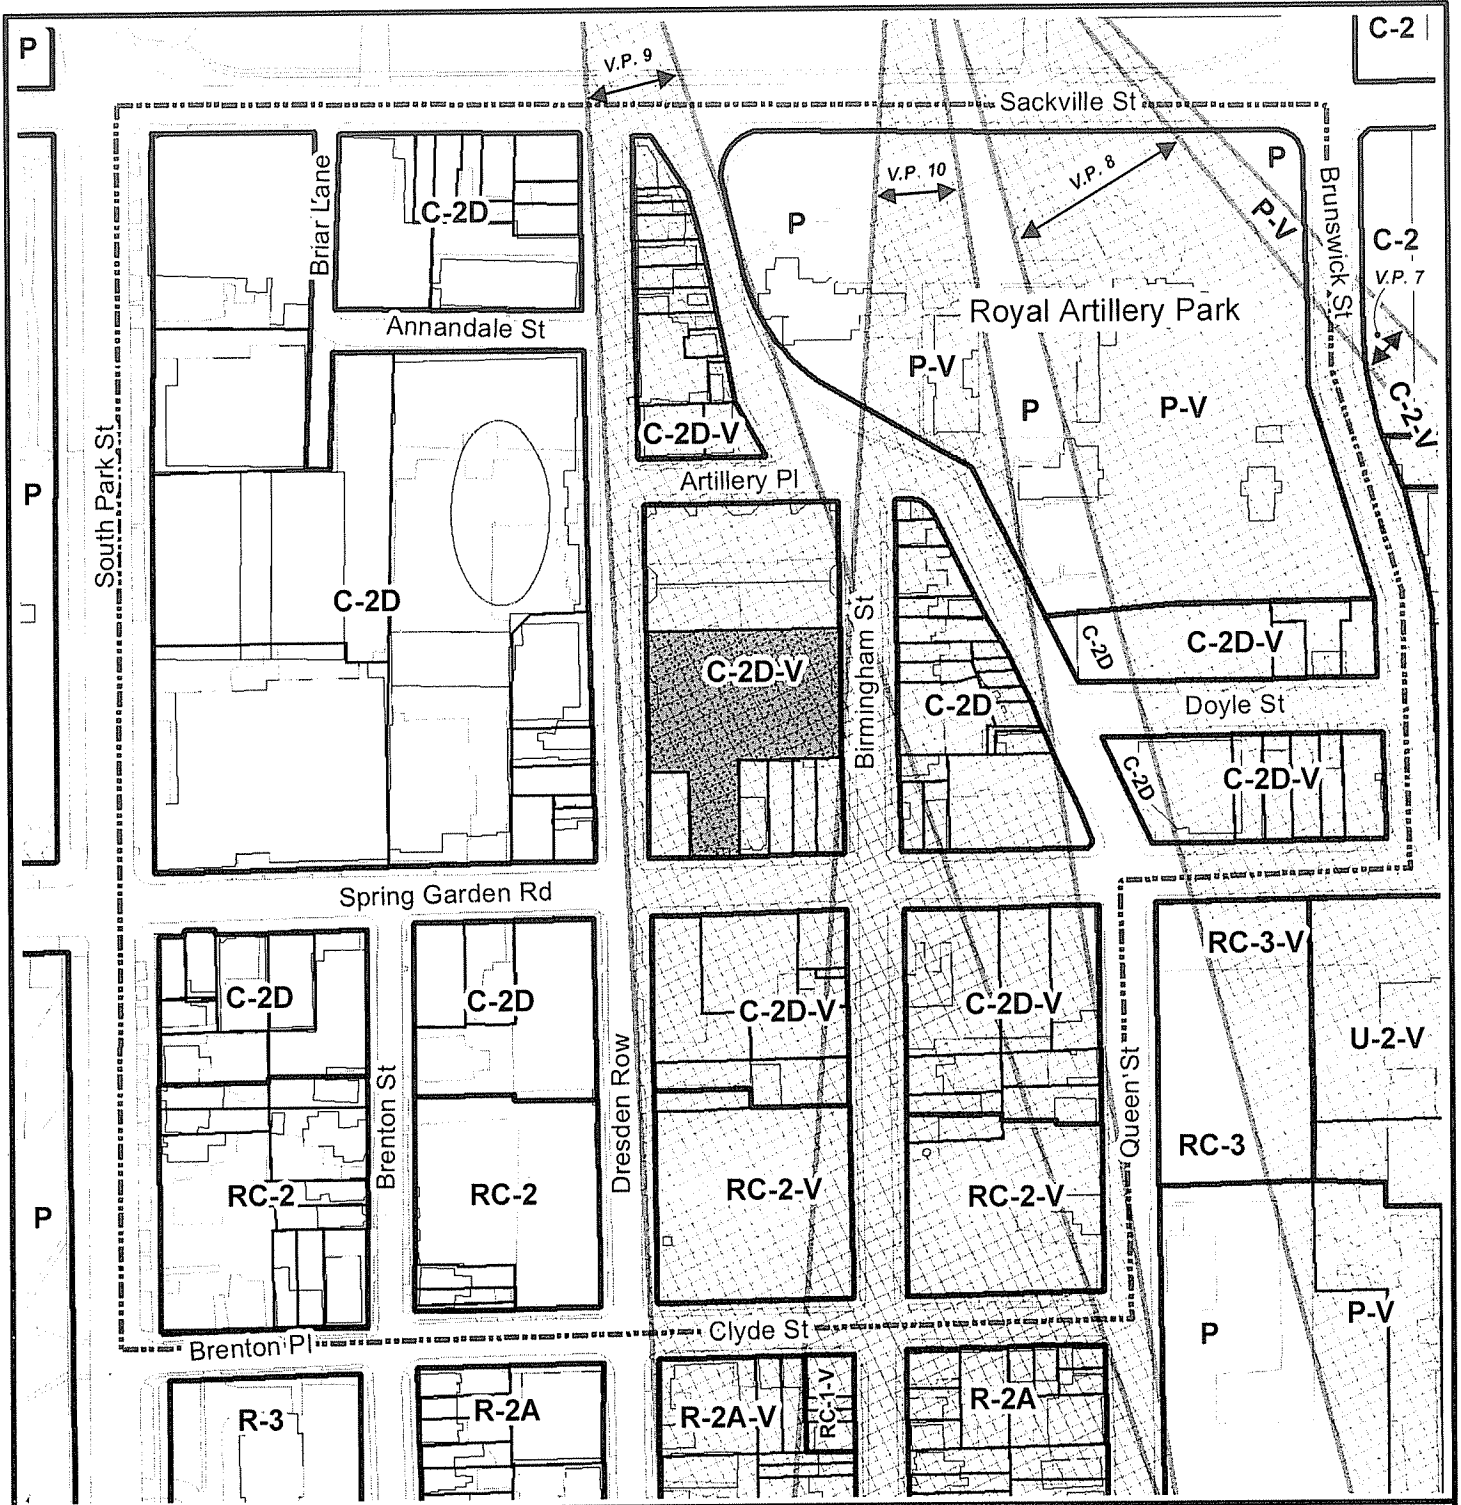 P
C-2
V.P. 9
Sackville St
Briar Lane
C-2D
P
V.P. 10
V.P. 8
P
P-V
Brunswick St
C-2
V.P. 7
Annandale St
Royal Artillery Park
P-V
P
P-V
C-2-V
C-2D-V
South Park St
P
Artillery Pl
C-2D
C-2D-V
Birmingham St
C-2D
C-2D
C-2D-V
Doyle St
C-2D
C-2D-V
Spring Garden Rd
C-2D
C-2D
C-2D-V
C-2D-V
RC-3-V
U-2-V
Brenton St
Dresden Row
Queen St
RC-3
P
RC-2
RC-2
RC-2-V
RC-2-V
P
P-V
Brenton Pl
Clyde St
R-3
R-2A
R-2A-V
RC-1-V
R-2A